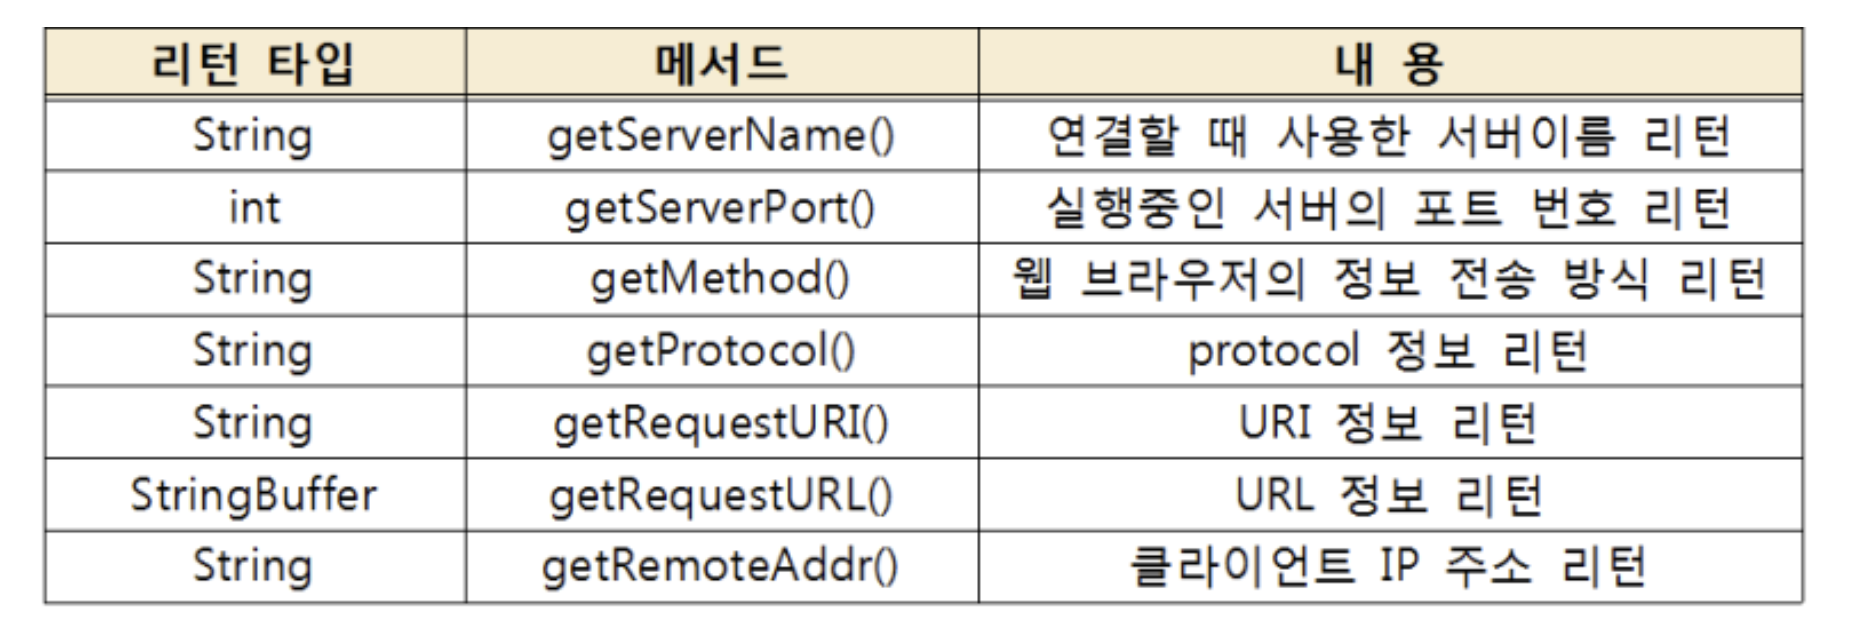 리턴 타입 메서드 내 용
String getServerName() 연결할 때 사용한 서버이름 리턴
int getServerPort() 실행중인 서버의 포트 번호 리턴
String getMethod() 웹 브라우저의 정보 전송 방식 리턴
String getProtocol() protocol 정보 리턴
String getRequestURI() URI 정보 리턴
StringBuffer getRequestURL() URL 정보 리턴
String getRemoteAddr() 클라이언트 IP 주소 리턴